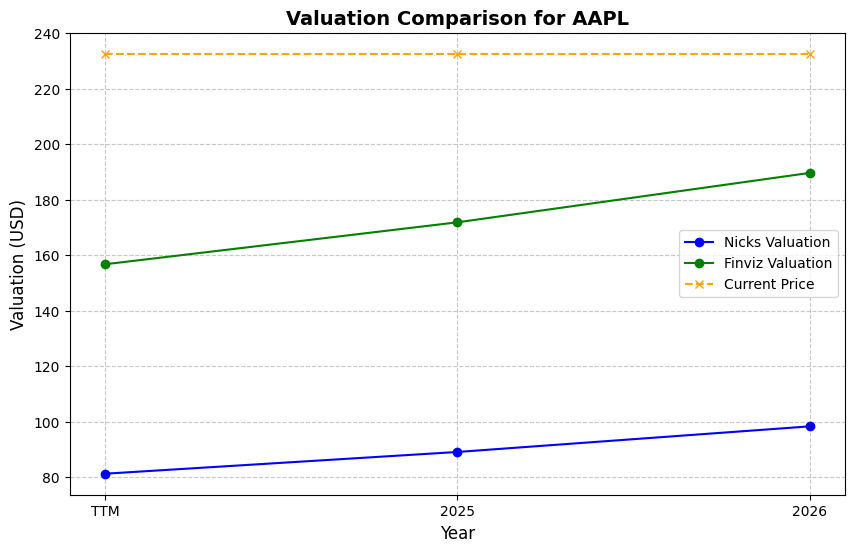 Valuation Comparison for AAPL
240
220
200
180
160
140
120
100
80
Valuation (USD)
Nicks Valuation
Finviz Valuation
Current Price
TTM 2025 2026
Year